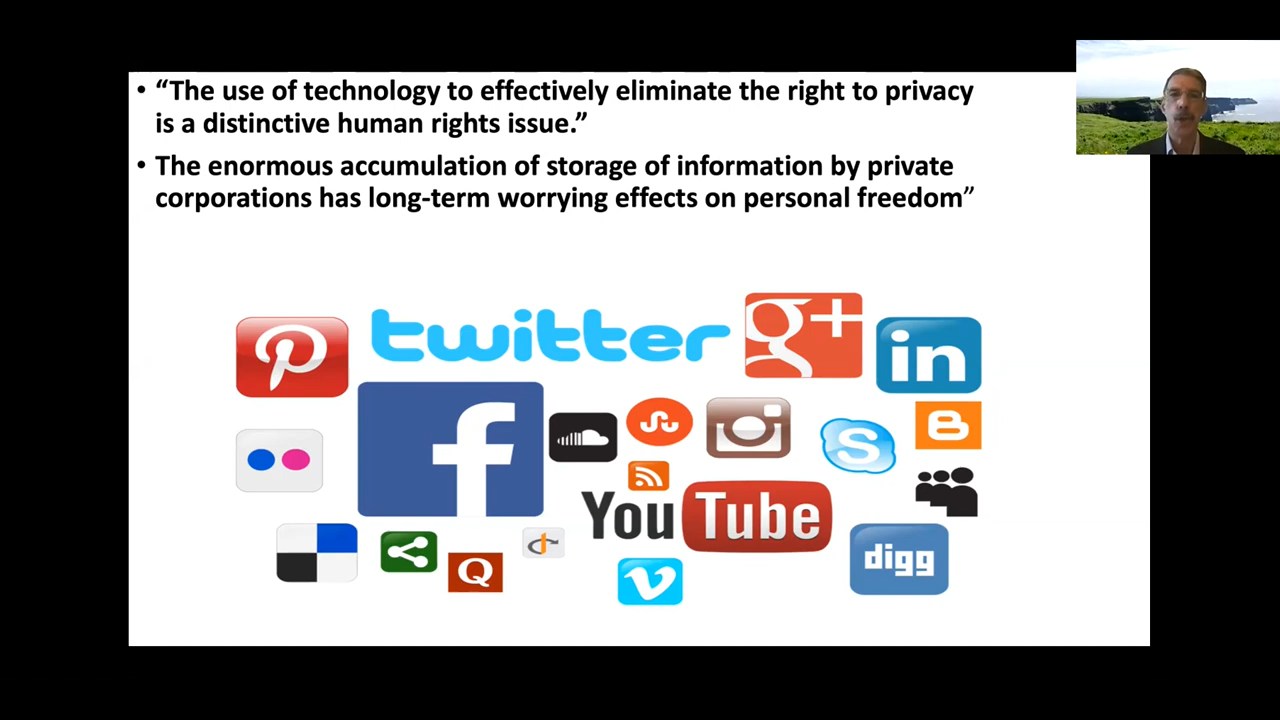 • “The use of technology to effectively eliminate the right to privacy
is a distinctive human rights issue.”
• The enormous accumulation of storage of information by private
corporations has long-term worrying effects on personal freedom”
twitter
g+
in
P
f
S
B
You Tube
digg
Q
v